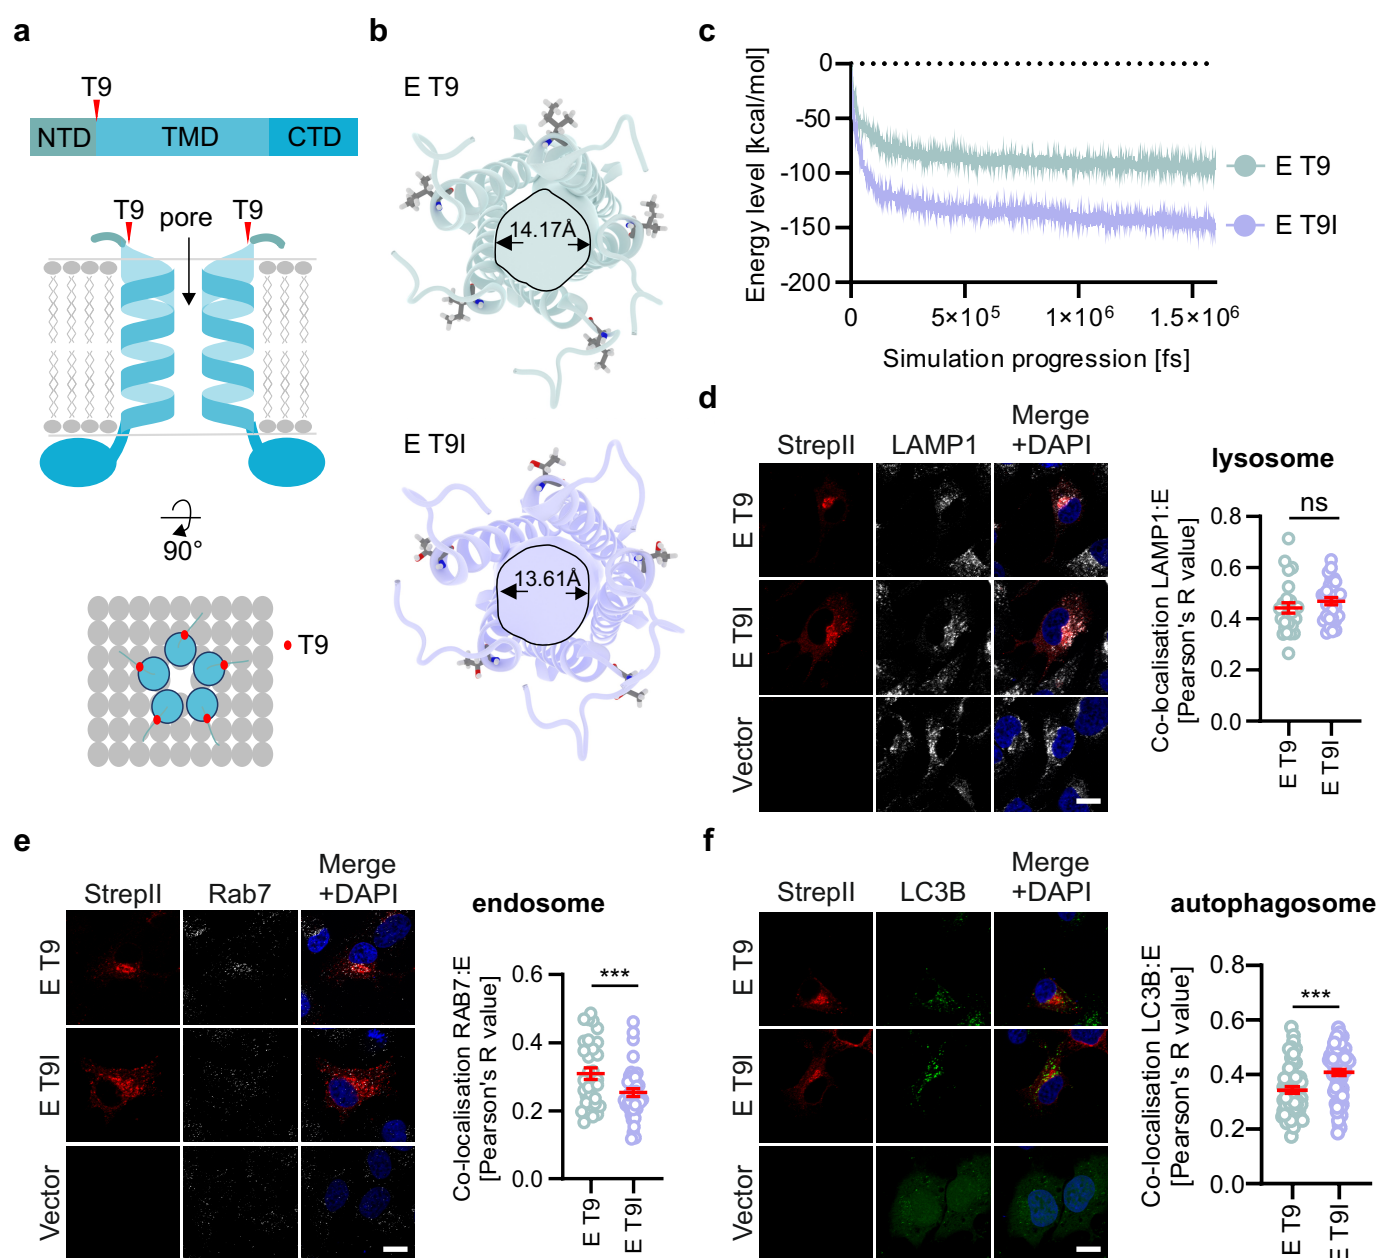 a
T9
NTD
TMD
CTD
T9
pore
T9
90°
T9
b
E T9
14.17Å
E T9I
13.61Å
c
Energy level [kcal/mol]
0
-50
-100
-150
-200
0
5×10⁵
1×10⁶
1.5×10⁶
Simulation progression [fs]
E T9
E T9I
d
StrepII
LAMP1
Merge
+DAPI
E T9
E T9I
Vector
lysosome
ns
Co-localisation LAMP1:E
[Pearson's R value]
0.8
0.6
0.4
0.2
0.0
E T9
E T9I
e
StrepII
Rab7
Merge
+DAPI
E T9
E T9I
Vector
endosome
***
Co-localisation RAB7:E
[Pearson's R value]
0.6
0.4
0.2
0.0
E T9
E T9I
f
StrepII
LC3B
Merge
+DAPI
E T9
E T9I
Vector
autophagosome
***
Co-localisation LC3B:E
[Pearson's R value]
0.8
0.6
0.4
0.2
0.0
E T9
E T9I